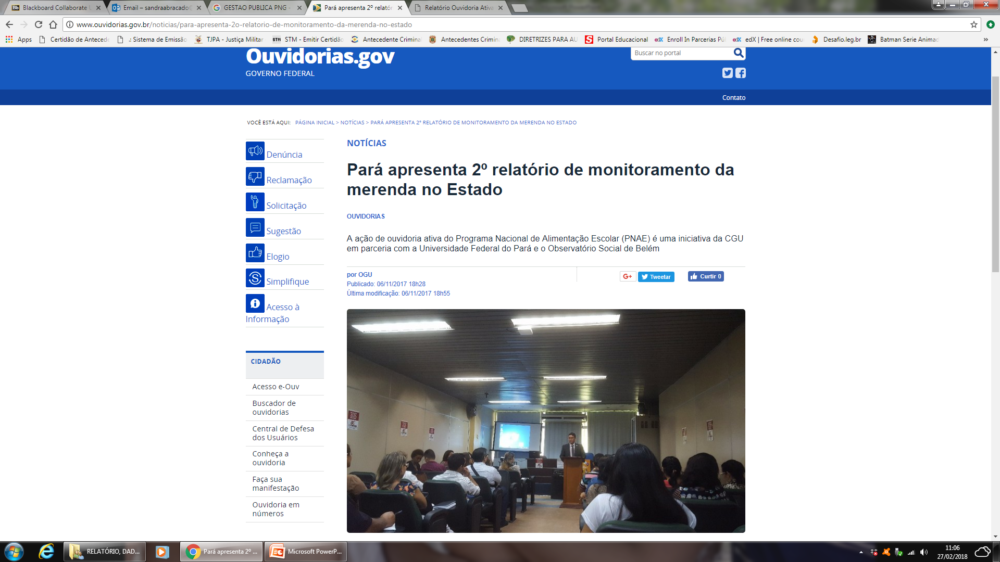 Blackboard Collaborate U
Email – sandraabracado@
GESTAO PUBLICA PNG -
Pará apresenta 2º relatór
Relatório Ouvidoria Ativa
www.ouvidorias.gov.br/noticias/para-apresenta-2o-relatorio-de-monitoramento-da-merenda-no-estado
Apps
Certidão de Anteced
.: Sistema de Emissão
TJPA - Justiça Militar
STM - Emitir Certidão
Antecedente Crimina
Antecedentes Crimin
DIRETRIZES PARA AU
Portal Educacional
Enroll In Parcerias Pú
edX | Free online cou
Desafio.leg.br
Batman Serie Animad
Ouvidorias.gov
GOVERNO FEDERAL
Buscar no portal
Contato
VOCÊ ESTÁ AQUI: PÁGINA INICIAL > NOTÍCIAS > PARÁ APRESENTA 2º RELATÓRIO DE MONITORAMENTO DA MERENDA NO ESTADO
Denúncia
Reclamação
Solicitação
Sugestão
Elogio
Simplifique
Acesso à
Informação
CIDADÃO
Acesso e-Ouv
Buscador de
ouvidorias
Central de Defesa
dos Usuários
Conheça a
ouvidoria
Faça sua
manifestação
Ouvidoria em
números
NOTÍCIAS
Pará apresenta 2º relatório de monitoramento da
merenda no Estado
OUVIDORIAS
A ação de ouvidoria ativa do Programa Nacional de Alimentação Escolar (PNAE) é uma iniciativa da CGU
em parceria com a Universidade Federal do Pará e o Observatório Social de Belém
por OGU
Publicado: 06/11/2017 18h28
Última modificação: 06/11/2017 18h55
G+
Tweetar
Curtir 0
RELATÓRIO, DAD...
Pará apresenta 2º ...
Microsoft PowerP...
11:06
27/02/2018